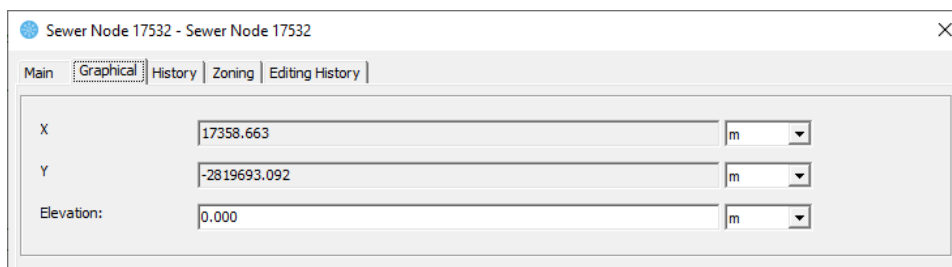 Sewer Node 17532 - Sewer Node 17532
Main Graphical History Zoning Editing History
X 17358.663 m
Y -2819693.092 m
Elevation: 0.000 m